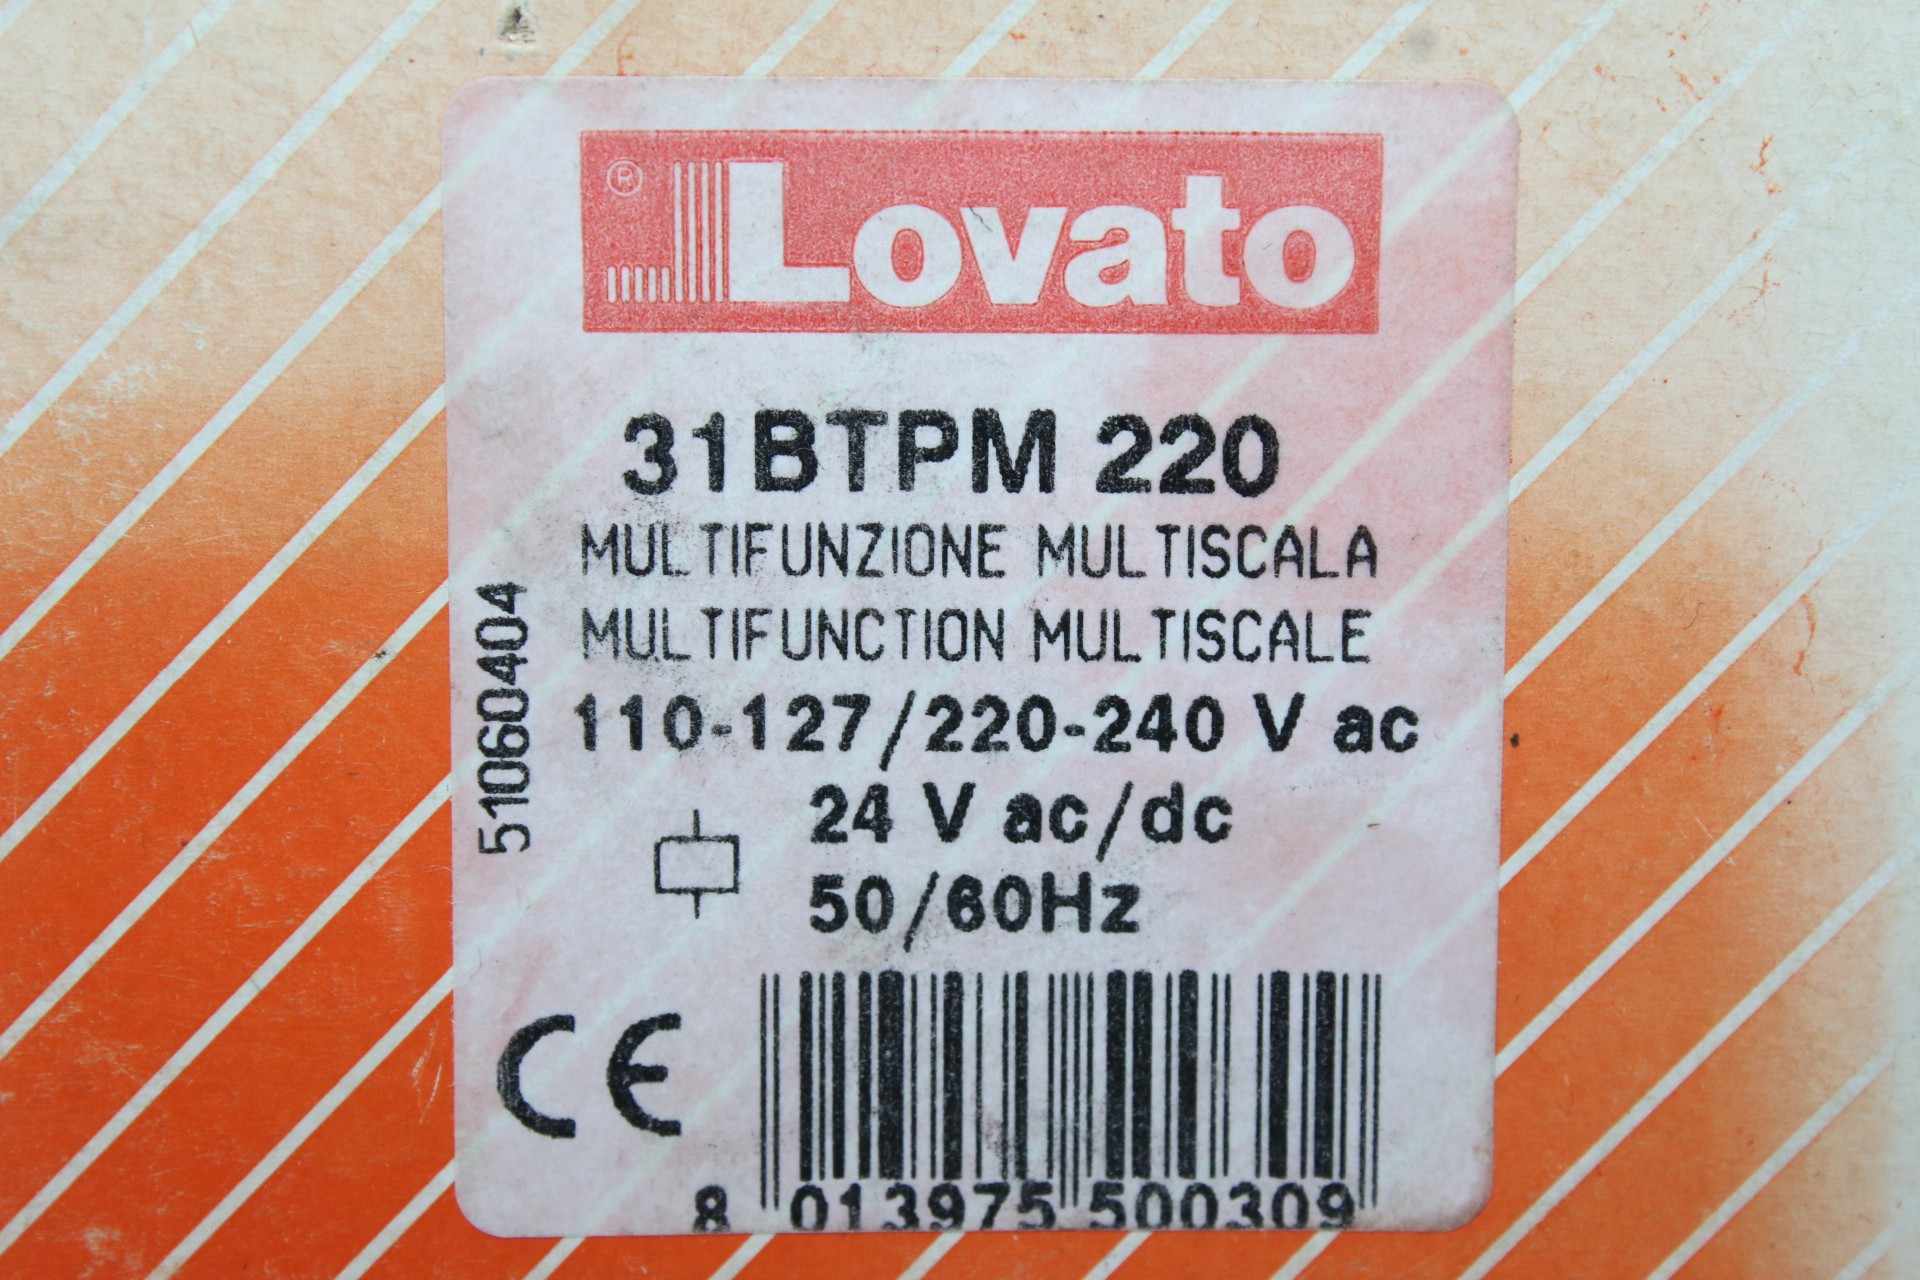 ® Lovato
31BTPM 220
MULTIFUNZIONE MULTISCALA
MULTIFUNCTION MULTISCALE
110-127/220-240 V ac
24 V ac/dc
50/60Hz
51060404
CE
8 013975 500309